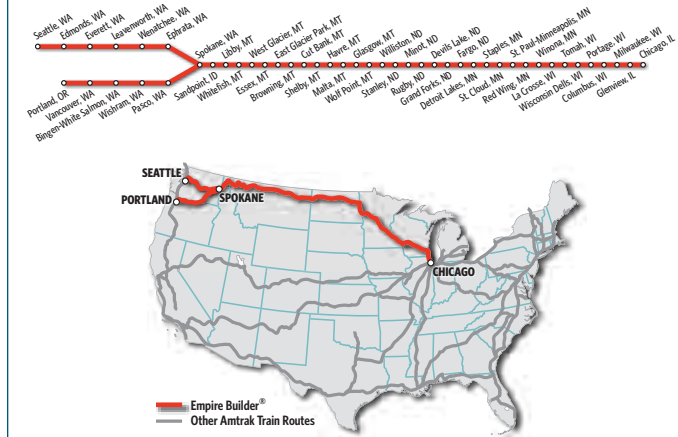 Seattle, WA
Edmonds, WA
Everett, WA
Leavenworth, WA
Wenatchee, WA
Ephrata, WA
Portland, OR
Vancouver, WA
Bingen-White Salmon, WA
Wishram, WA
Pasco, WA
Spokane, WA
Sandpoint, ID
Libby, MT
Whitefish, MT
West Glacier, MT
Essex, MT
East Glacier Park, MT
Browning, MT
Cut Bank, MT
Shelby, MT
Havre, MT
Malta, MT
Glasgow, MT
Wolf Point, MT
Williston, ND
Stanley, ND
Minot, ND
Rugby, ND
Devils Lake, ND
Grand Forks, ND
Fargo, ND
Detroit Lakes, MN
Staples, MN
St. Cloud, MN
St. Paul-Minneapolis, MN
Red Wing, MN
Winona, MN
La Crosse, WI
Tomah, WI
Wisconsin Dells, WI
Portage, WI
Columbus, WI
Milwaukee, WI
Glenview, IL
Chicago, IL
SEATTLE
PORTLAND
SPOKANE
CHICAGO
Empire Builder®
Other Amtrak Train Routes